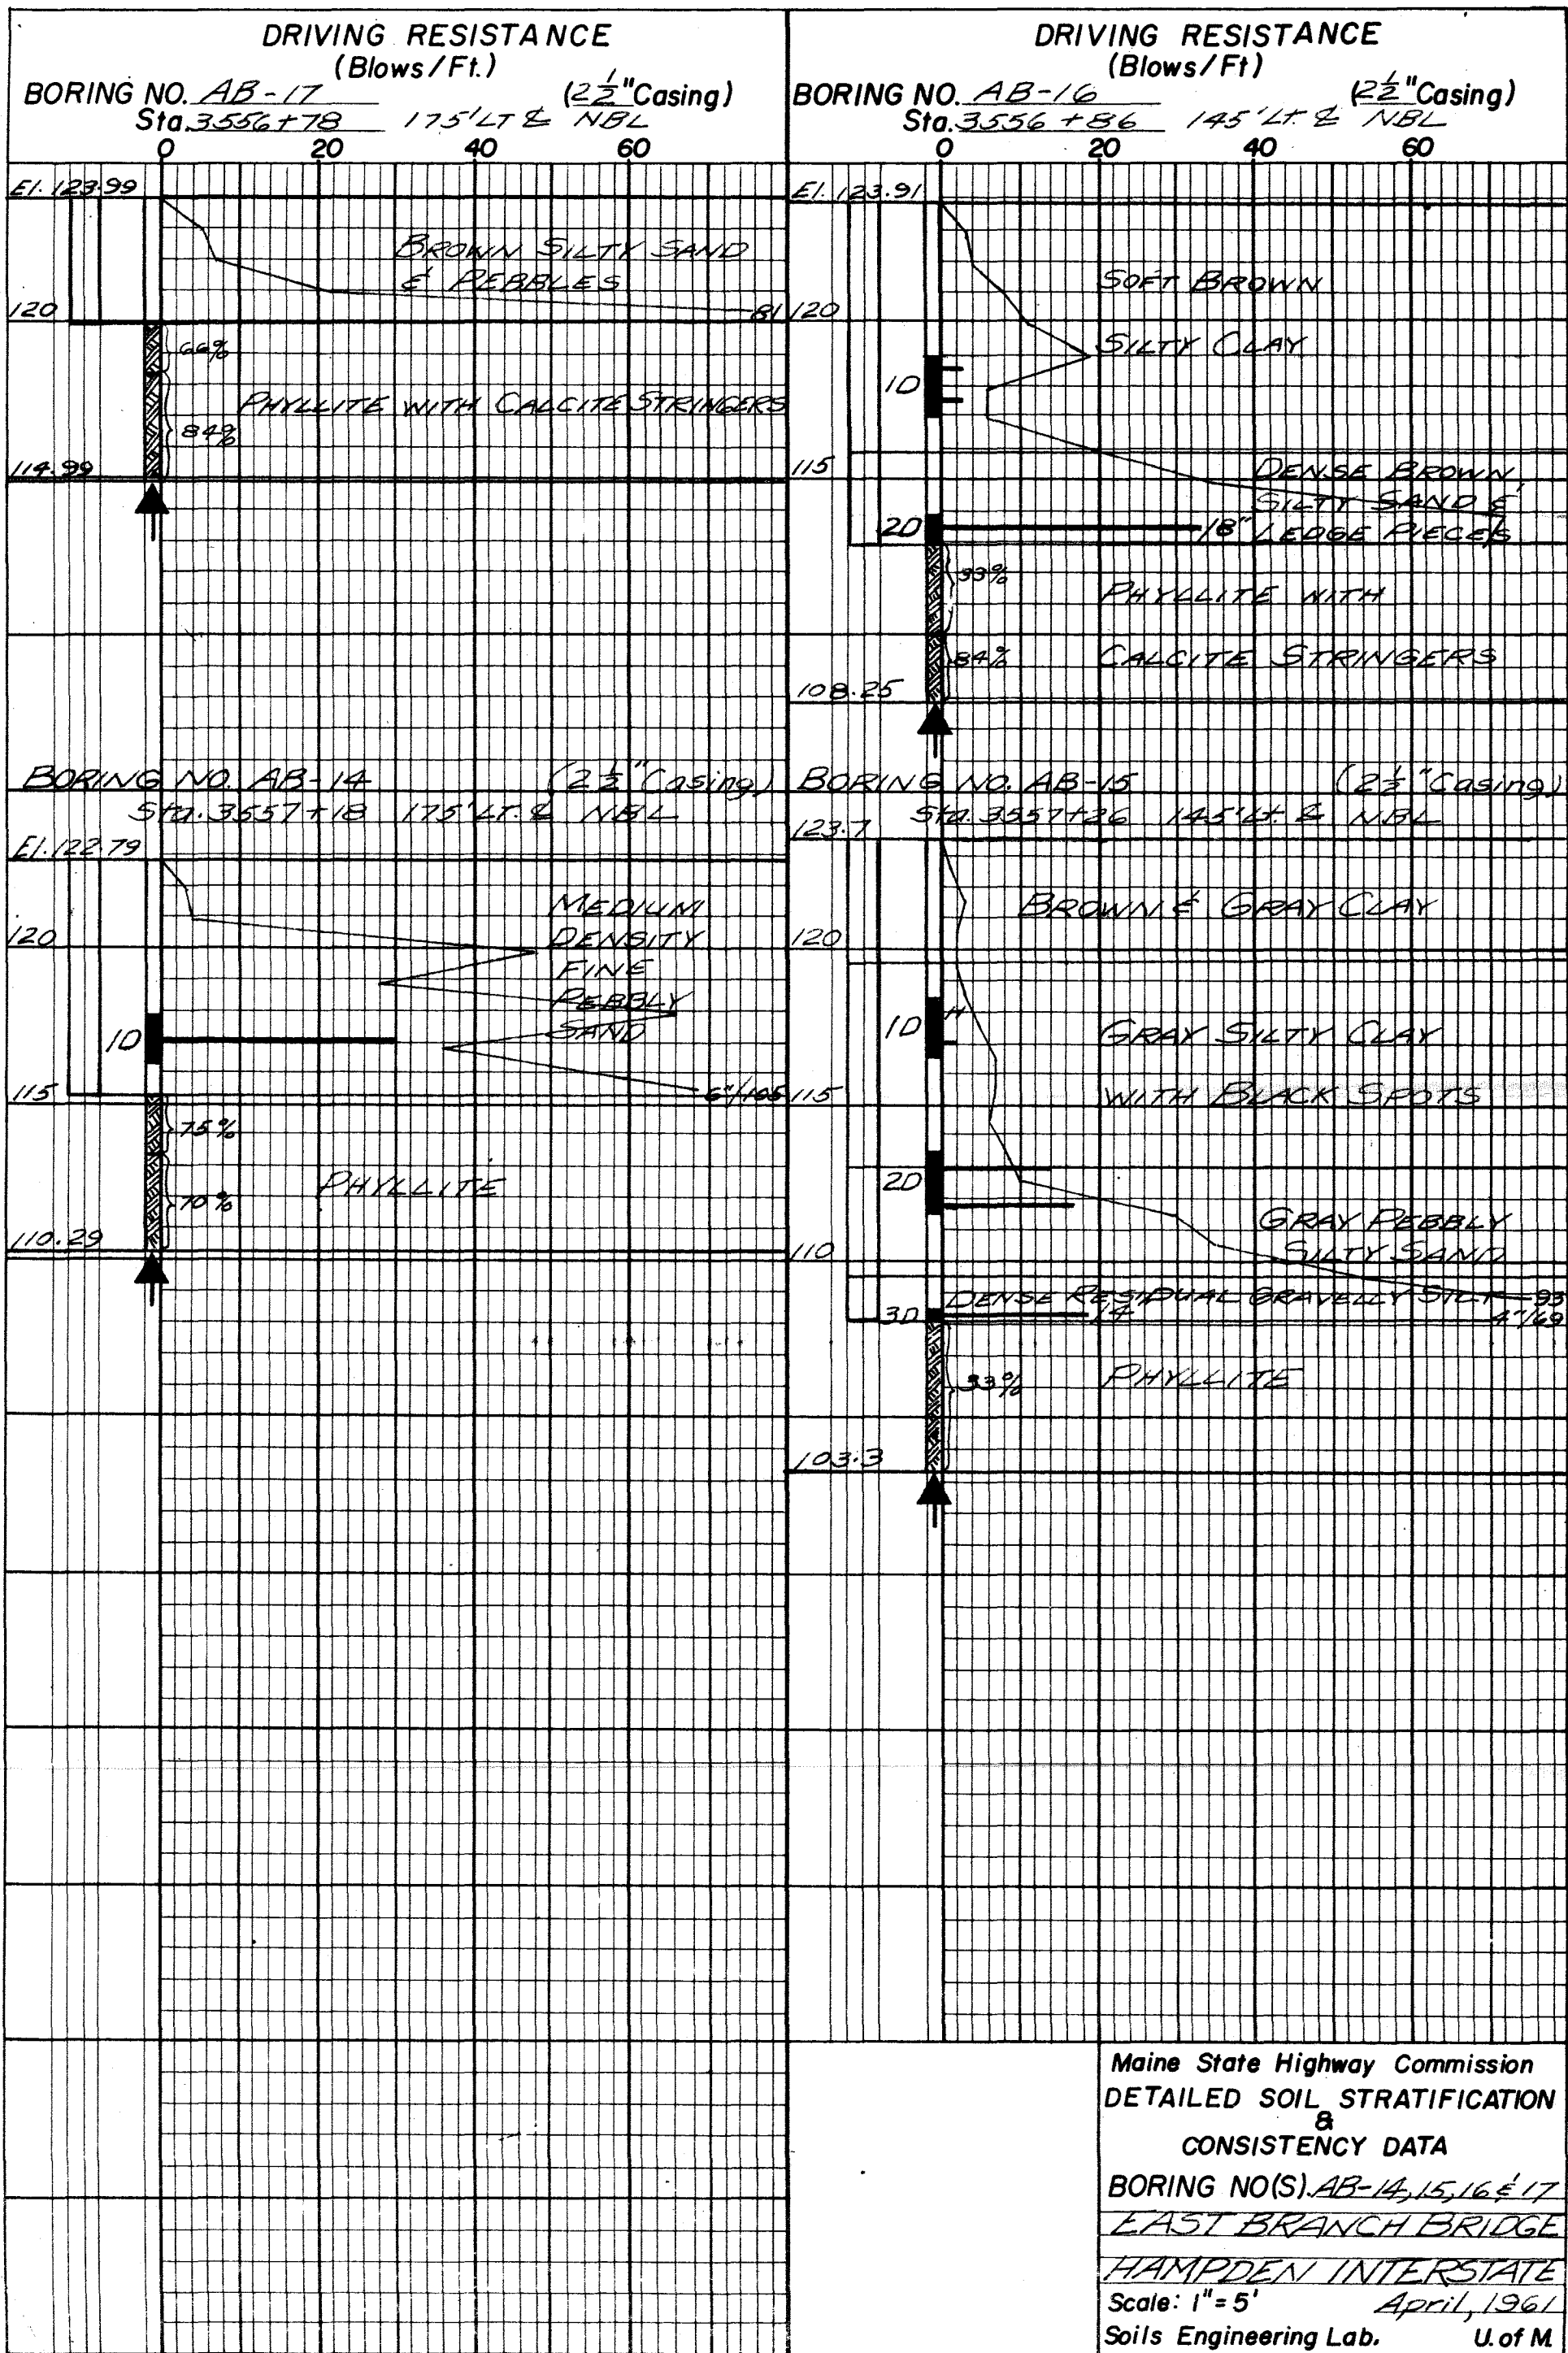 DRIVING RESISTANCE
(Blows/Ft.)
BORING NO. AB-17 (2½" Casing)
Sta. 3556+78 175' LT ℄ NBL
0 20 40 60
El. 123.99
BROWN SILTY SAND
& PEBBLES
81
120
66%
PHYLLITE WITH CALCITE STRINGERS
84%
114.99
BORING NO. AB-14 (2½" Casing)
Sta. 3557+18 175' LT. ℄ NBL
El. 122.79
MEDIUM
DENSITY
FINE
PEBBLY
SAND
120
1D
6"/105
115
75%
PHYLLITE
70%
110.29
DRIVING RESISTANCE
(Blows/Ft)
BORING NO. AB-16 (2½" Casing)
Sta. 3556+86 145' LT. ℄ NBL
0 20 40 60
El. 123.91
SOFT BROWN
120
SILTY CLAY
1D
115
DENSE BROWN
SILTY SAND &
2D 18" LEDGE PIECES
33%
PHYLLITE WITH
84% CALCITE STRINGERS
108.25
BORING NO. AB-15 (2½" Casing)
Sta. 3557+26 145' Lt. ℄ NBL
123.7
BROWN & GRAY CLAY
120
1D H
GRAY SILTY CLAY
115 WITH BLACK SPOTS
2D
GRAY PEBBLY
110 SILTY SAND
DENSE RESIDUAL GRAVELLY SILT 93
3D 14 4"/69
33% PHYLLITE
103.3
Maine State Highway Commission
DETAILED SOIL STRATIFICATION
&
CONSISTENCY DATA
BORING NO(S). AB-14, 15, 16 & 17
EAST BRANCH BRIDGE
HAMPDEN INTERSTATE
Scale: 1" = 5' April, 1961
Soils Engineering Lab. U. of M.